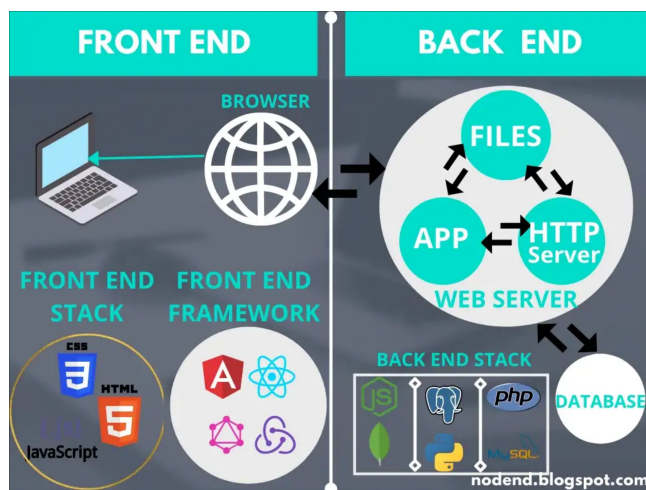 FRONT END
BROWSER
FRONT END
STACK
CSS
HTML
JavaScript
FRONT END
FRAMEWORK
BACK END
FILES
APP
HTTP
Server
WEB SERVER
BACK END STACK
JS
php
MySQL
DATABASE
nodend.blogspot.com